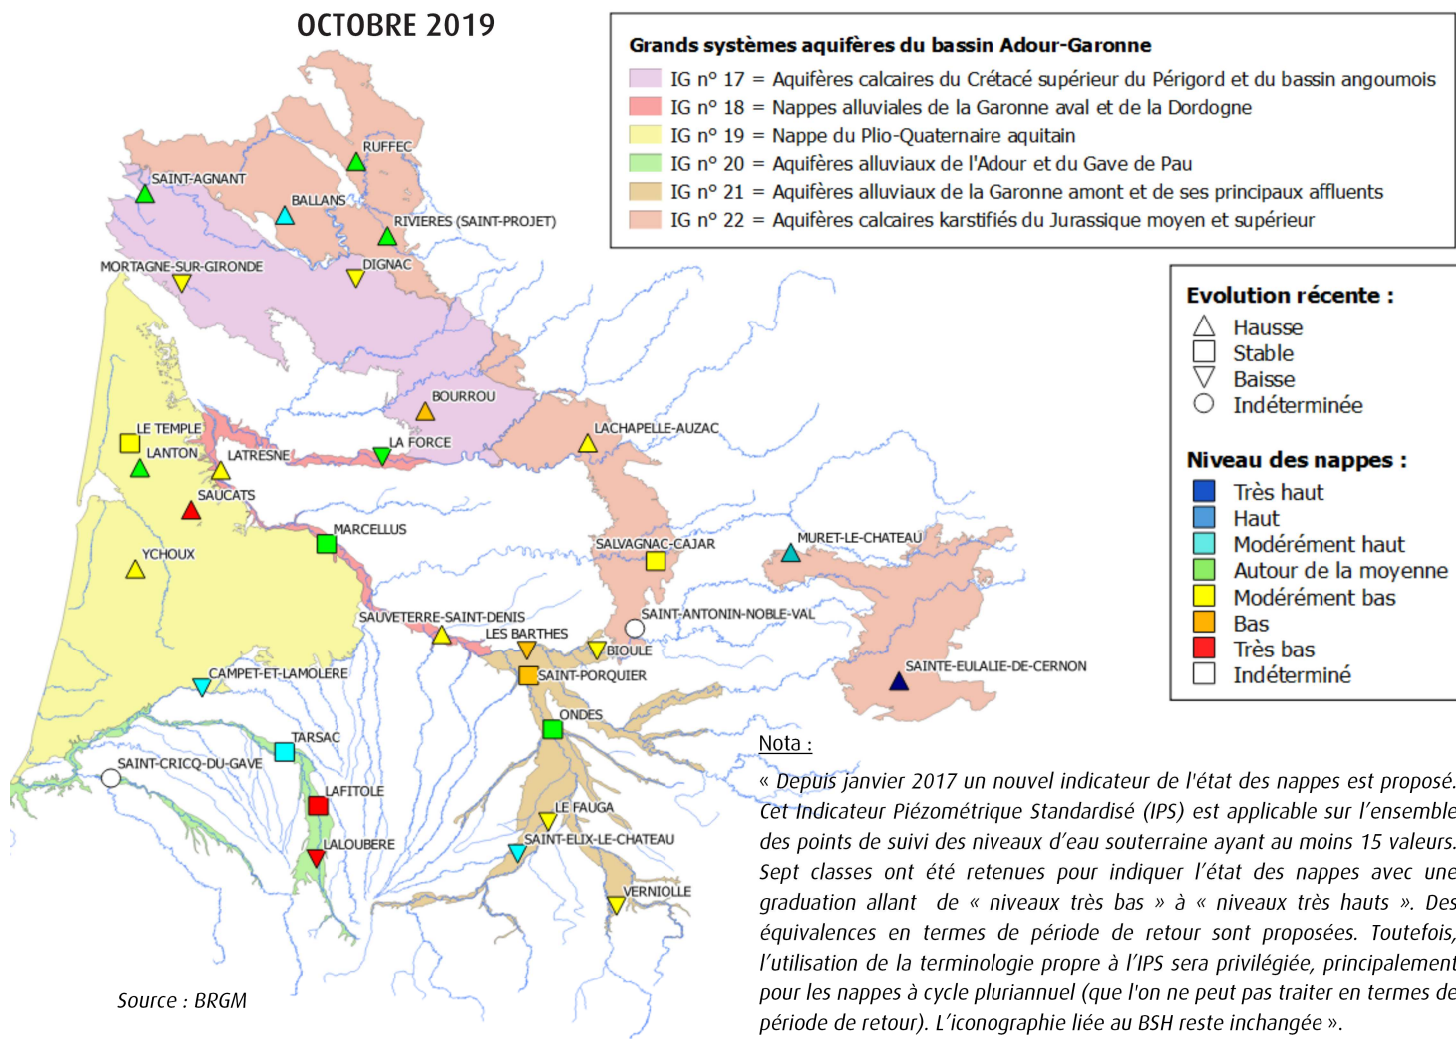 OCTOBRE 2019
Grands systèmes aquifères du bassin Adour-Garonne
IG n° 17 = Aquifères calcaires du Crétacé supérieur du Périgord et du bassin angoumois
IG n° 18 = Nappes alluviales de la Garonne aval et de la Dordogne
IG n° 19 = Nappe du Plio-Quaternaire aquitain
IG n° 20 = Aquifères alluviaux de l'Adour et du Gave de Pau
IG n° 21 = Aquifères alluviaux de la Garonne amont et de ses principaux affluents
IG n° 22 = Aquifères calcaires karstifiés du Jurassique moyen et supérieur
RUFFEC
SAINT-AGNANT
BALLANS
RIVIERES (SAINT-PROJET)
MORTAGNE-SUR-GIRONDE
DIGNAC
BOURROU
LE TEMPLE
LACHAPELLE-AUZAC
LA FORCE
LANTON
LATRESNE
SAUCATS
MARCELLUS
YCHOUX
SALVAGNAC-CAJAR
MURET-LE-CHATEAU
SAUVETERRE-SAINT-DENIS
SAINT-ANTONIN-NOBLE-VAL
LES BARTHES
BIOULE
CAMPET-ET-LAMOLERE
SAINT-PORQUIER
SAINTE-EULALIE-DE-CERNON
ONDES
TARSAC
SAINT-CRICQ-DU-GAVE
LAFITOLE
LE FAUGA
LALOUBERE
SAINT-ELIX-LE-CHATEAU
VERNIOLLE
Source : BRGM
Evolution récente :
Hausse
Stable
Baisse
Indéterminée
Niveau des nappes :
Très haut
Haut
Modérément haut
Autour de la moyenne
Modérément bas
Bas
Très bas
Indéterminé
Nota :
« Depuis janvier 2017 un nouvel indicateur de l'état des nappes est proposé.
Cet Indicateur Piézométrique Standardisé (IPS) est applicable sur l'ensemble
des points de suivi des niveaux d'eau souterraine ayant au moins 15 valeurs.
Sept classes ont été retenues pour indiquer l'état des nappes avec une
graduation allant de « niveaux très bas » à « niveaux très hauts ». Des
équivalences en termes de période de retour sont proposées. Toutefois,
l'utilisation de la terminologie propre à l'IPS sera privilégiée, principalement
pour les nappes à cycle pluriannuel (que l'on ne peut pas traiter en termes de
période de retour). L'iconographie liée au BSH reste inchangée ».